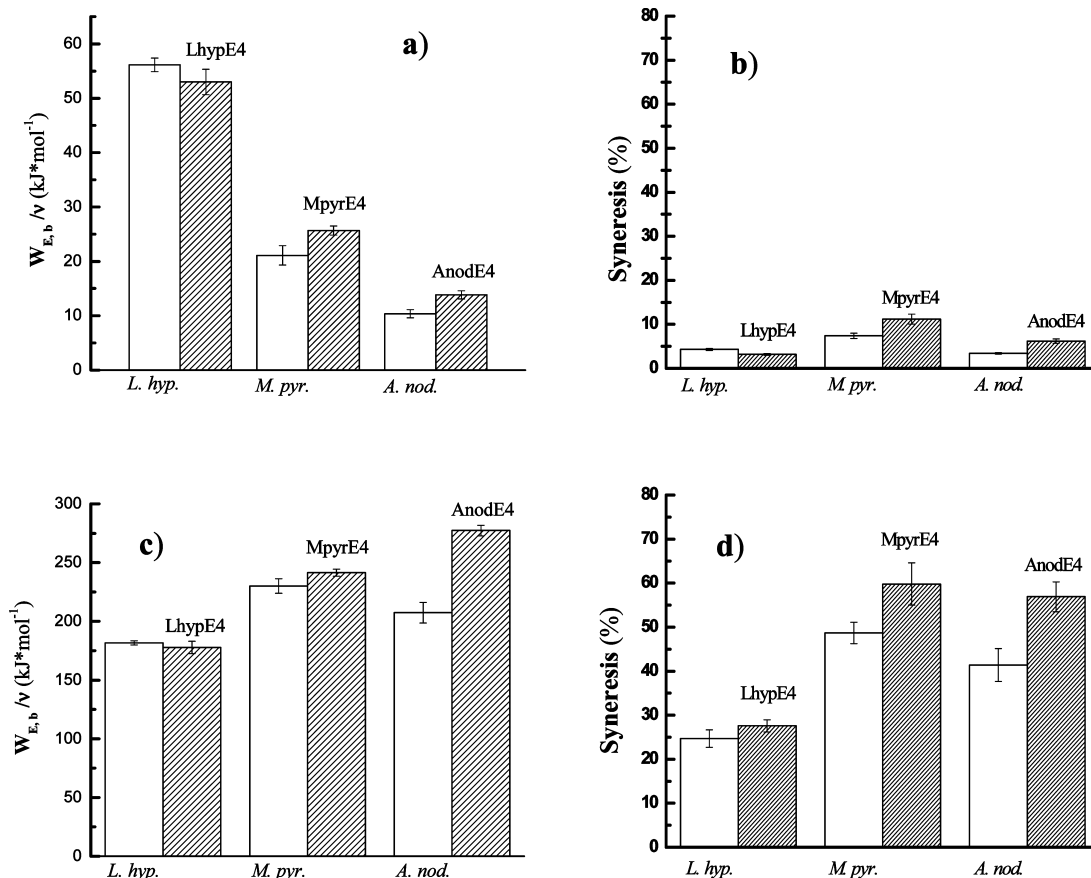 a)
W_E, b /ν (kJ*mol^-1)
60
50
40
30
20
10
0
LhypE4
MpyrE4
AnodE4
L. hyp.
M. pyr.
A. nod.
b)
Syneresis (%)
80
70
60
50
40
30
20
10
0
LhypE4
MpyrE4
AnodE4
L. hyp.
M. pyr.
A. nod.
c)
W_E, b /ν (kJ*mol^-1)
300
250
200
150
100
50
0
LhypE4
MpyrE4
AnodE4
L. hyp.
M. pyr.
A. nod.
d)
Syneresis (%)
80
70
60
50
40
30
20
10
0
LhypE4
MpyrE4
AnodE4
L. hyp.
M. pyr.
A. nod.